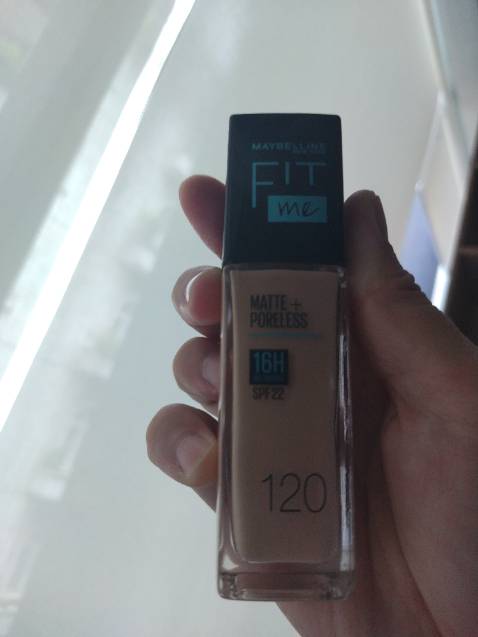 MAYBELLINE
FIT
me
MATTE +
PORELESS
16H
SPF22
120